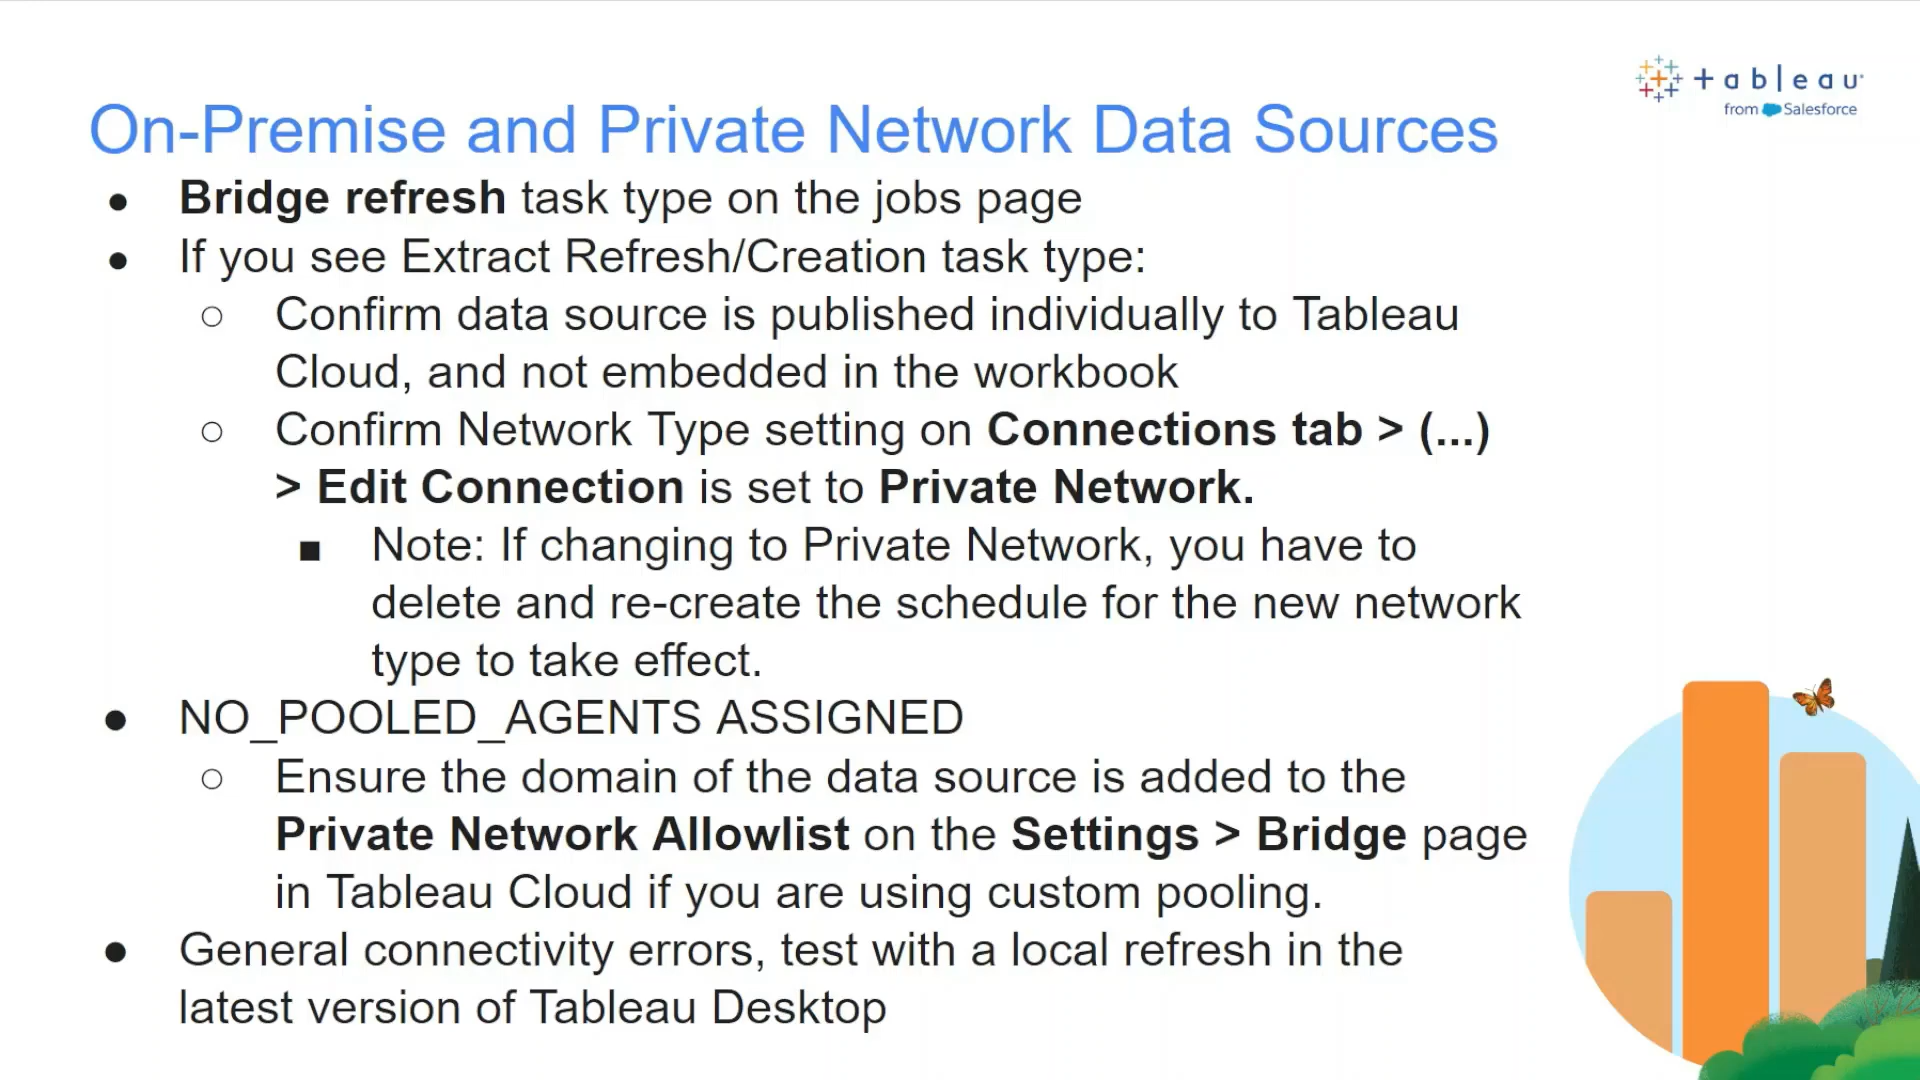 +ableau
from Salesforce
On-Premise and Private Network Data Sources
● Bridge refresh task type on the jobs page
● If you see Extract Refresh/Creation task type:
○ Confirm data source is published individually to Tableau
Cloud, and not embedded in the workbook
○ Confirm Network Type setting on Connections tab > (...)
> Edit Connection is set to Private Network.
■ Note: If changing to Private Network, you have to
delete and re-create the schedule for the new network
type to take effect.
● NO_POOLED_AGENTS ASSIGNED
○ Ensure the domain of the data source is added to the
Private Network Allowlist on the Settings > Bridge page
in Tableau Cloud if you are using custom pooling.
● General connectivity errors, test with a local refresh in the
latest version of Tableau Desktop